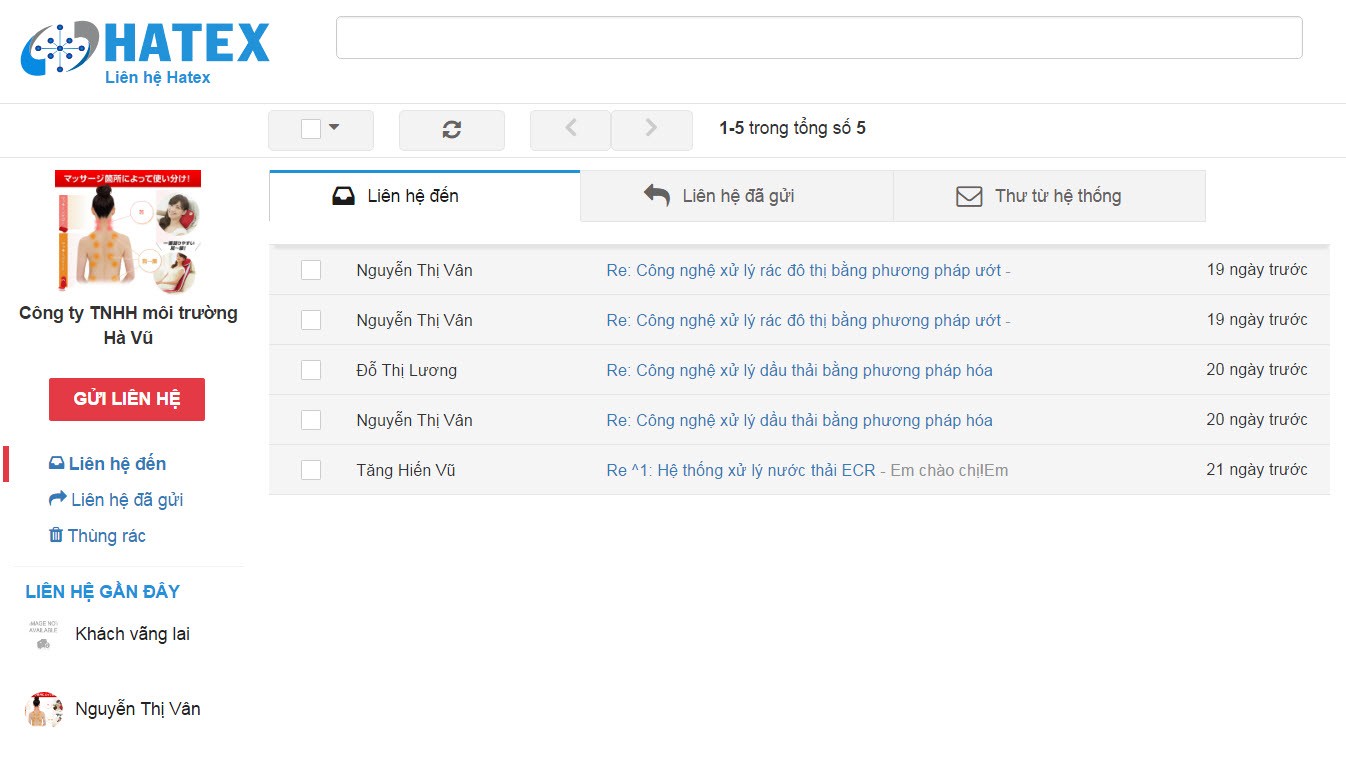 HATEX
Liên hệ Hatex
1-5 trong tổng số 5
マッサージ箇所によって使い分け!
Công ty TNHH môi trường
Hà Vũ
GỬI LIÊN HỆ
Liên hệ đến
Liên hệ đã gửi
Thùng rác
LIÊN HỆ GẦN ĐÂY
IMAGE NOT
AVAILABLE
Khách vãng lai
Nguyễn Thị Vân
Liên hệ đến
Liên hệ đã gửi
Thư từ hệ thống
Nguyễn Thị Vân Re: Công nghệ xử lý rác đô thị bằng phương pháp ướt - 19 ngày trước
Nguyễn Thị Vân Re: Công nghệ xử lý rác đô thị bằng phương pháp ướt - 19 ngày trước
Đỗ Thị Lương Re: Công nghệ xử lý dầu thải bằng phương pháp hóa 20 ngày trước
Nguyễn Thị Vân Re: Công nghệ xử lý dầu thải bằng phương pháp hóa 20 ngày trước
Tăng Hiến Vũ Re ^1: Hệ thống xử lý nước thải ECR - Em chào chị!Em 21 ngày trước